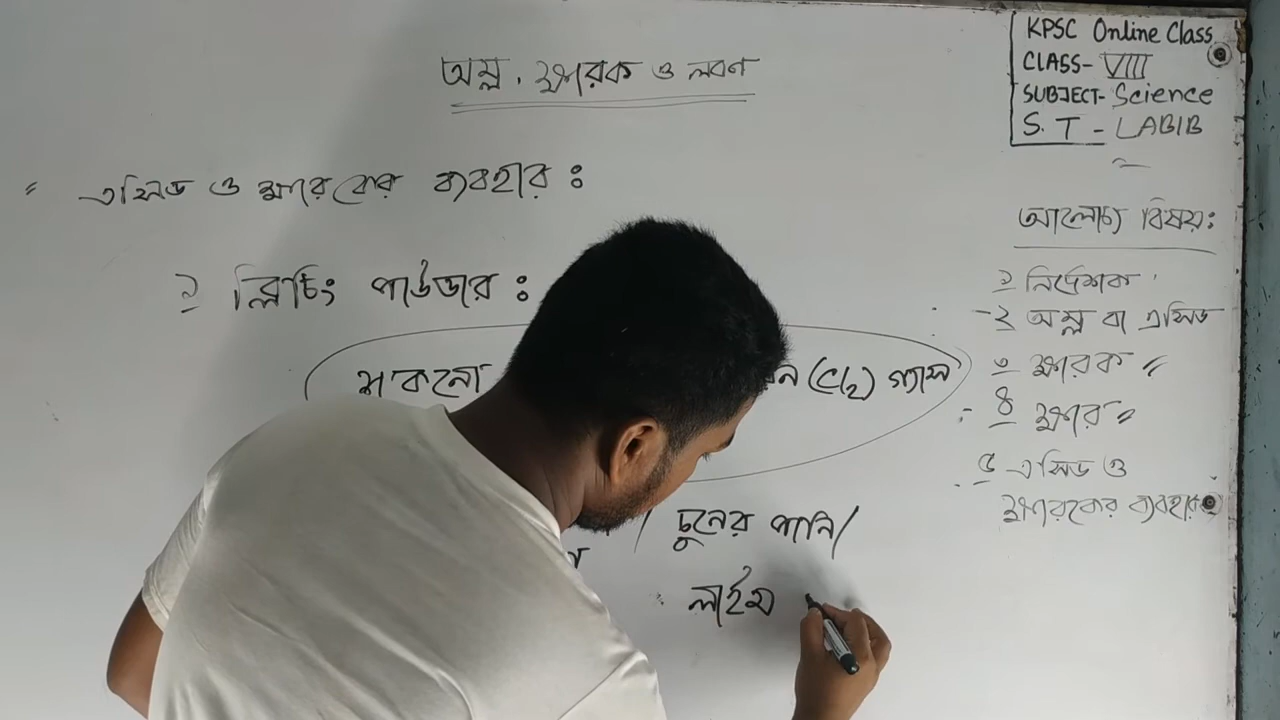 অম্ল, ক্ষারক ও লবণ
" এসিড ও ক্ষারকের ব্যবহার ঃ
১ ব্লিচিং পাউডার ঃ
শুকনো (Cl₂) গ্যাস
/ চুনের পানি/
লাইম
KPSC Online Class
CLASS- VIII
SUBJECT- Science
S. T - LABIB
আলোচ্য বিষয়ঃ
১ নির্দেশক
২ অম্ল বা এসিড
৩ ক্ষারক "
৪ ক্ষার "
৫ এসিড ও
ক্ষারকের ব্যবহার